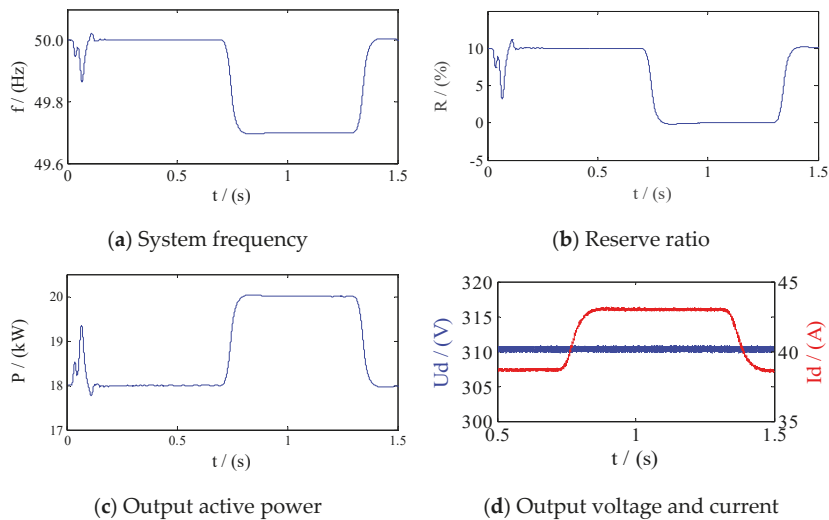 50.0
49.8
49.6
f / (Hz)
0 0.5 1 1.5
t / (s)
(a) System frequency
15
10
5
0
-5
R / (%)
0 0.5 1 1.5
t / (s)
(b) Reserve ratio
20
19
18
17
P / (kW)
0 0.5 1 1.5
t / (s)
(c) Output active power
320
315
310
305
300
Ud / (V)
45
40
35
Id / (A)
0.5 1 1.5
t / (s)
(d) Output voltage and current